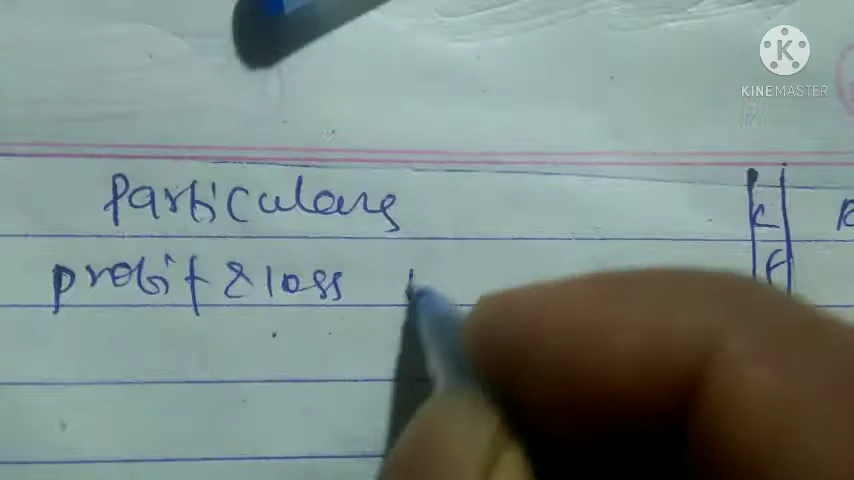 K
KINEMASTER
Particulars
L
F
profit & loss